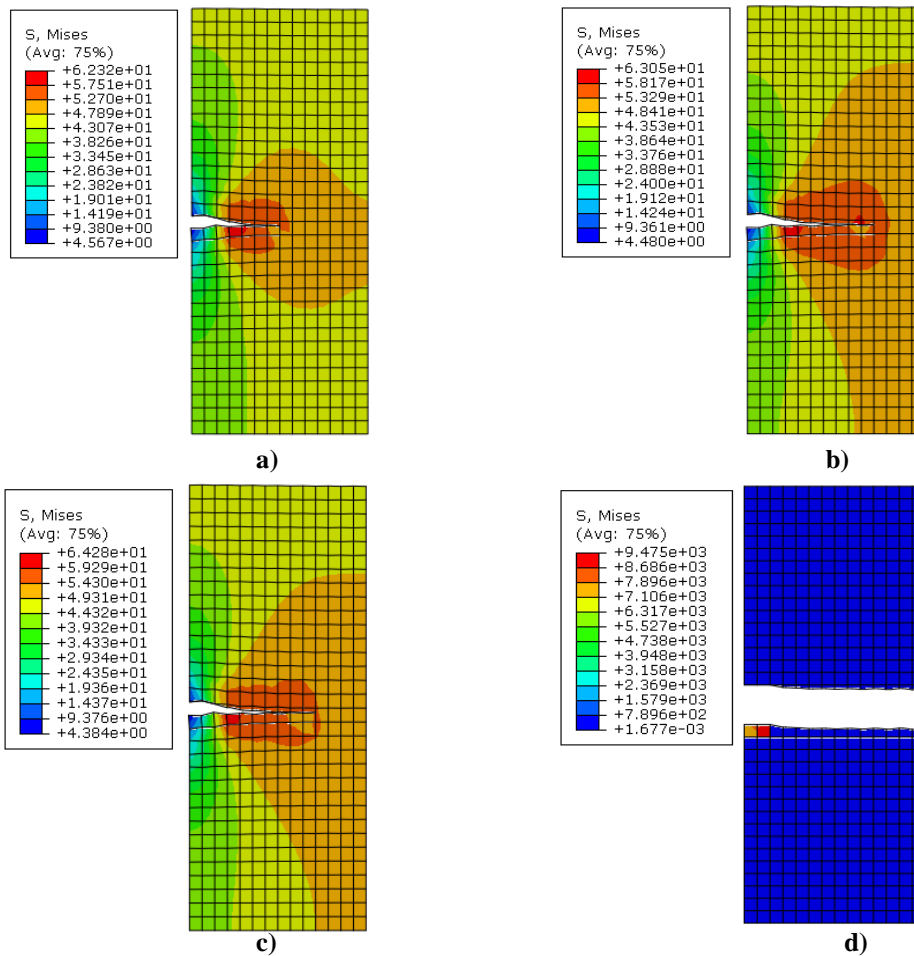 S, Mises
(Avg: 75%)
+6.232e+01
+5.751e+01
+5.270e+01
+4.789e+01
+4.307e+01
+3.826e+01
+3.345e+01
+2.863e+01
+2.382e+01
+1.901e+01
+1.419e+01
+9.380e+00
+4.567e+00
a)
S, Mises
(Avg: 75%)
+6.305e+01
+5.817e+01
+5.329e+01
+4.841e+01
+4.353e+01
+3.864e+01
+3.376e+01
+2.888e+01
+2.400e+01
+1.912e+01
+1.424e+01
+9.361e+00
+4.480e+00
b)
S, Mises
(Avg: 75%)
+6.428e+01
+5.929e+01
+5.430e+01
+4.931e+01
+4.432e+01
+3.932e+01
+3.433e+01
+2.934e+01
+2.435e+01
+1.936e+01
+1.437e+01
+9.376e+00
+4.384e+00
c)
S, Mises
(Avg: 75%)
+9.475e+03
+8.686e+03
+7.896e+03
+7.106e+03
+6.317e+03
+5.527e+03
+4.738e+03
+3.948e+03
+3.158e+03
+2.369e+03
+1.579e+03
+7.896e+02
+1.677e-03
d)